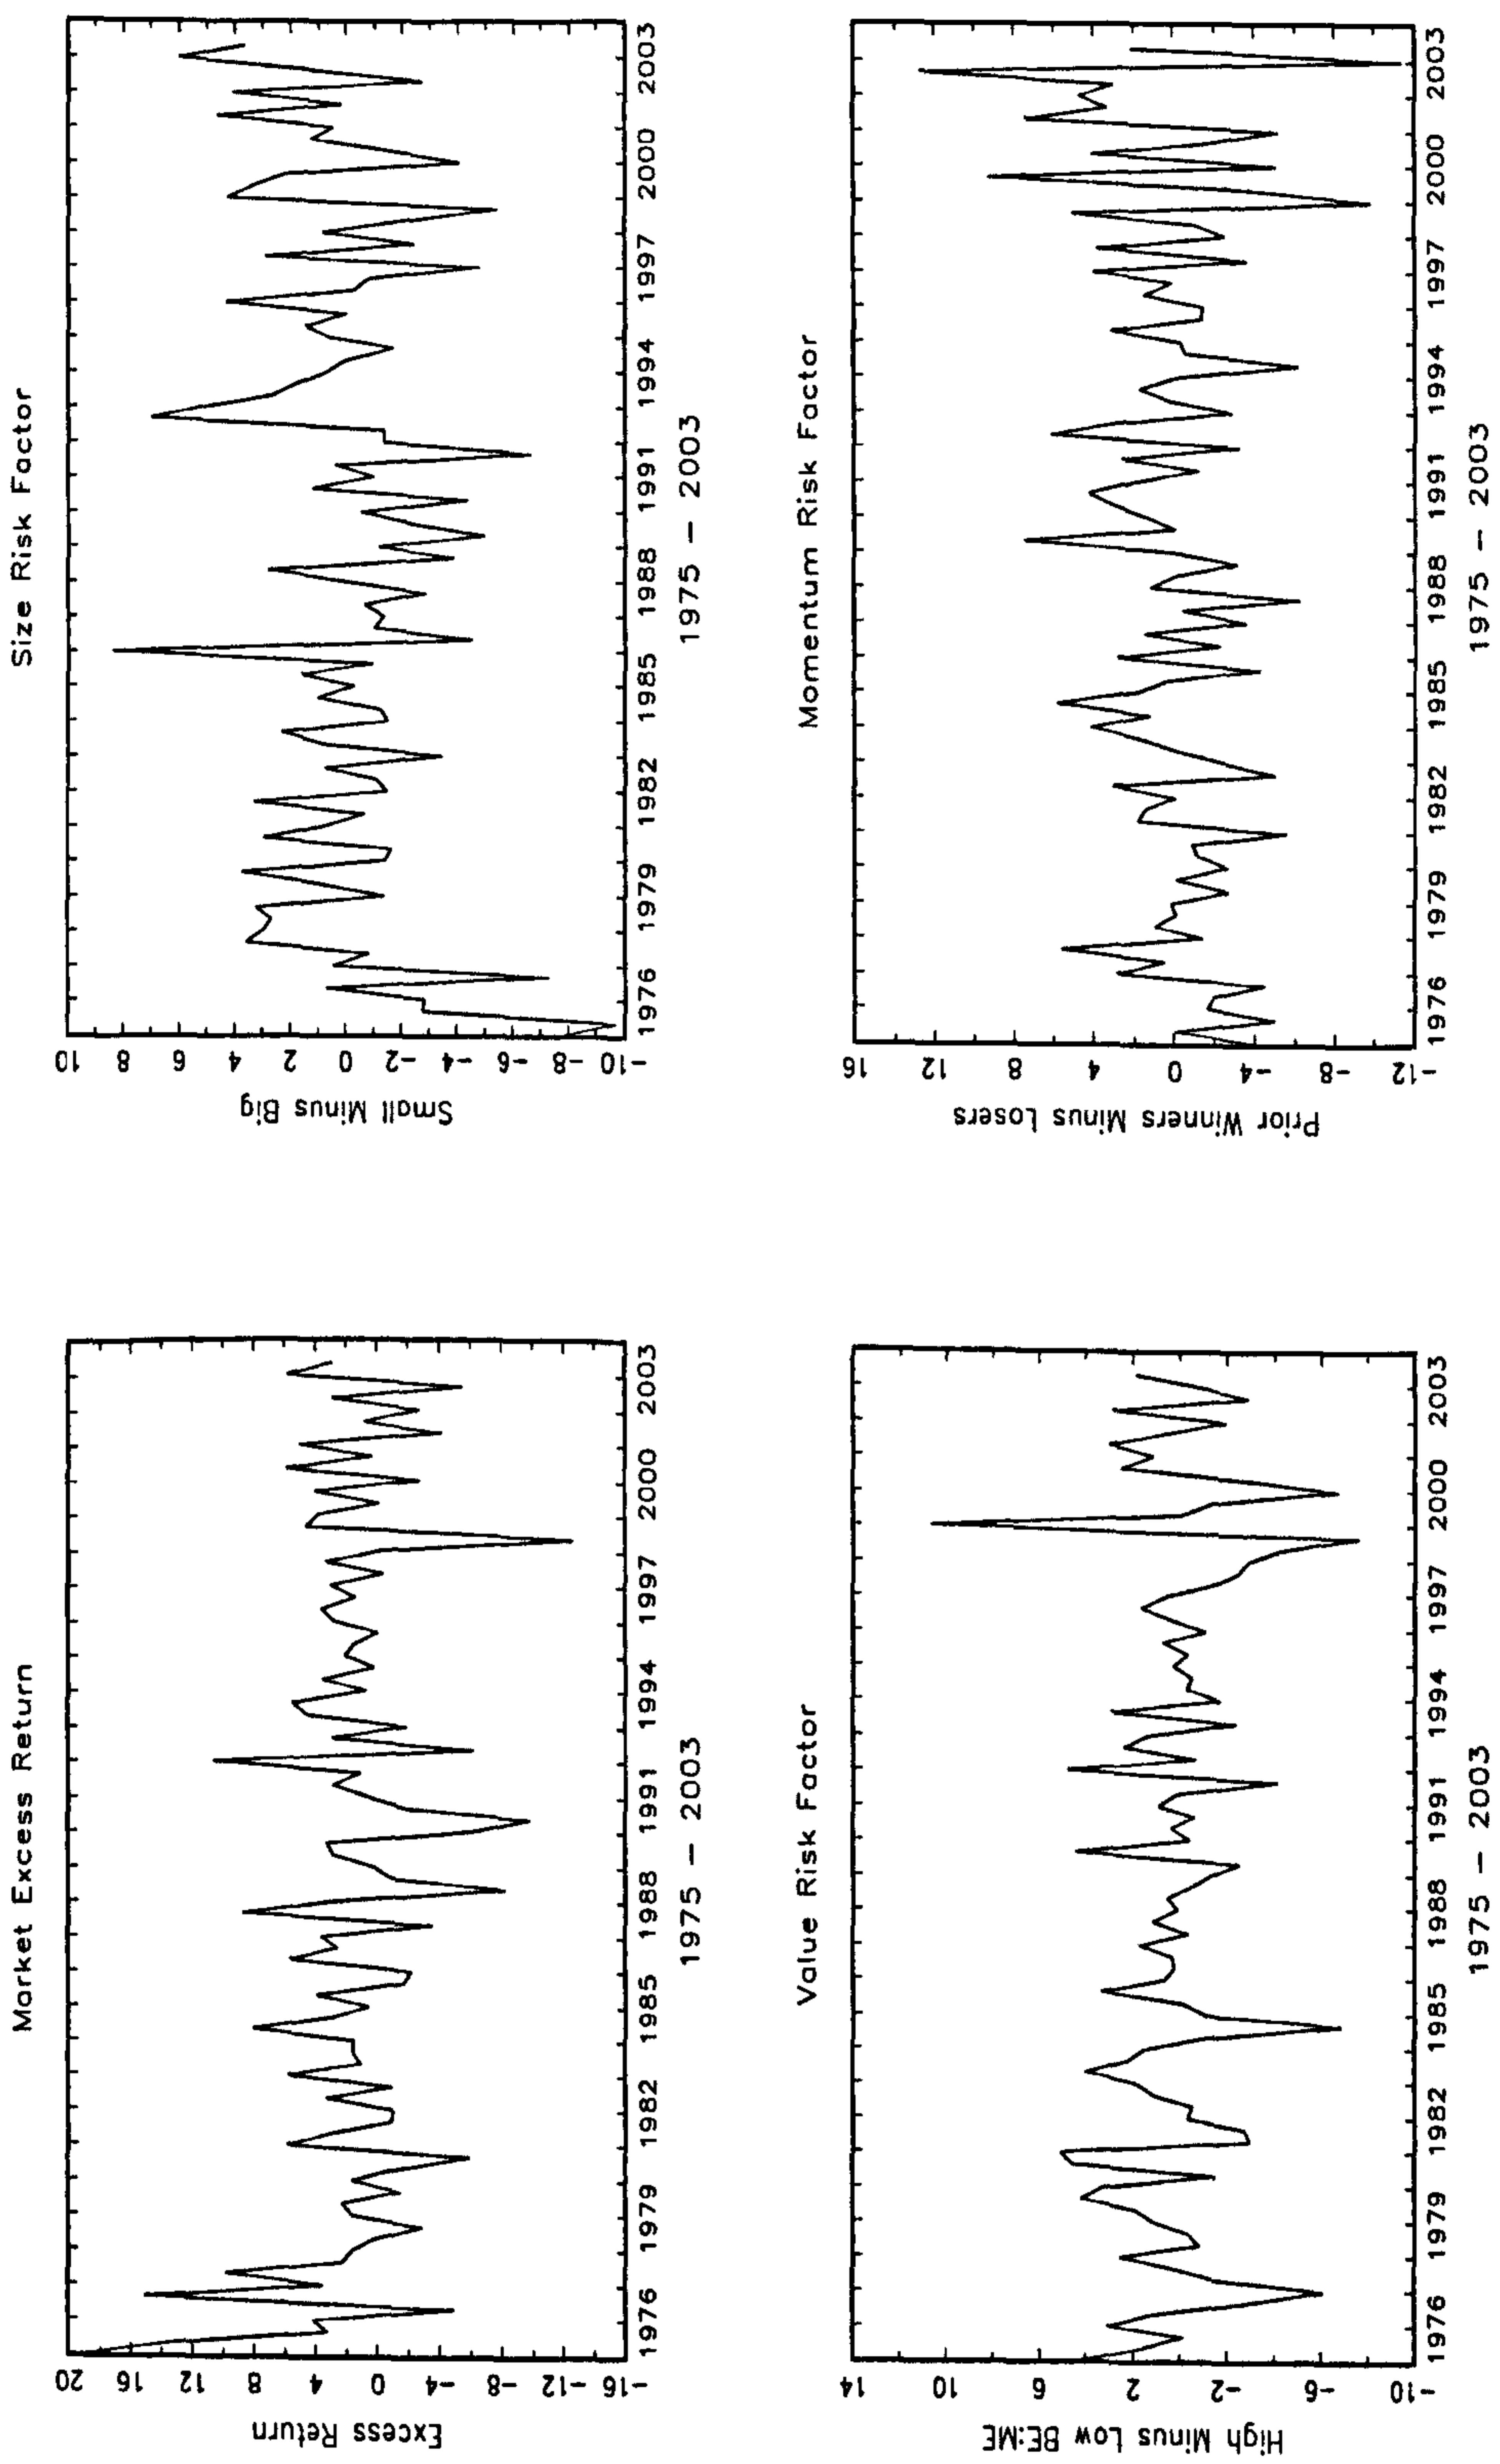 Market Excess Return
Excess Return
20 16 12 8 4 0 -4 -8 -12 -16
1976 1979 1982 1985 1988 1991 1994 1997 2000 2003
1975 – 2003
Size Risk Factor
Small Minus Big
10 8 6 4 2 0 -2 -4 -6 -8 -10
1976 1979 1982 1985 1988 1991 1994 1997 2000 2003
1975 – 2003
Value Risk Factor
High Minus Low BE:ME
14 10 6 2 -2 -6 -10
1976 1979 1982 1985 1988 1991 1994 1997 2000 2003
1975 – 2003
Momentum Risk Factor
Prior Winners Minus Losers
16 12 8 4 0 -4 -8 -12
1976 1979 1982 1985 1988 1991 1994 1997 2000 2003
1975 – 2003